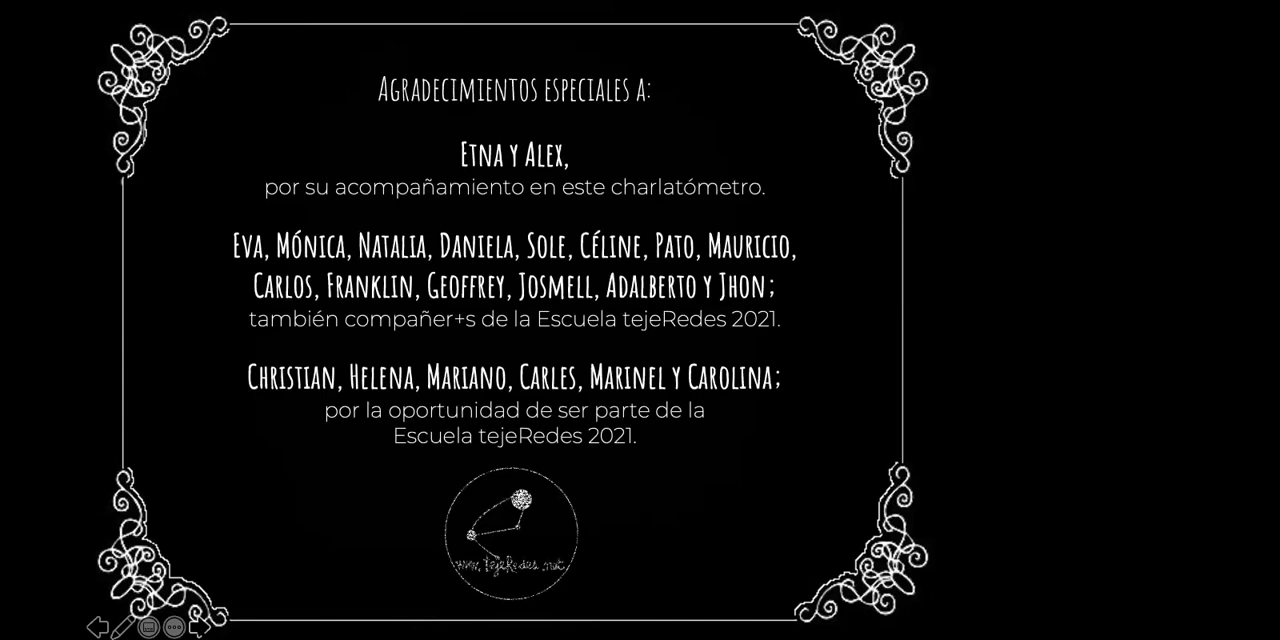 Agradecimientos especiales a:
Etna y Alex,
por su acompañamiento en este charlatómetro.
Eva, Mónica, Natalia, Daniela, Sole, Céline, Pato, Mauricio,
Carlos, Franklin, Geoffrey, Josmell, Adalberto y Jhon;
también compañer+s de la Escuela tejeRedes 2021.
Christian, Helena, Mariano, Carles, Marinel y Carolina;
por la oportunidad de ser parte de la
Escuela tejeRedes 2021.
www.tejeRedes.net